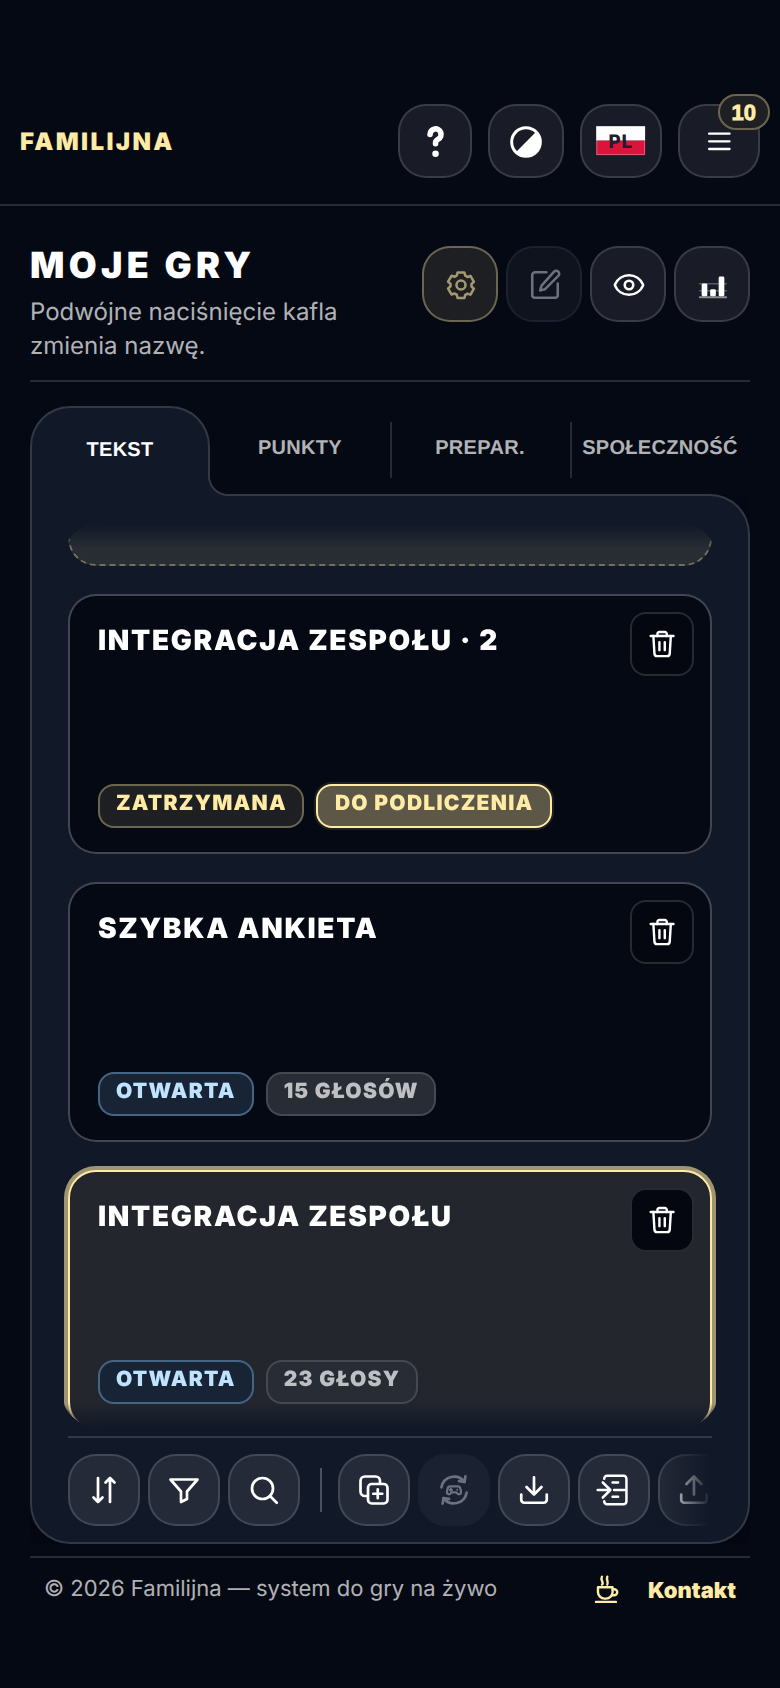 FAMILIJNA
?
PL
10
MOJE GRY
Podwójne naciśnięcie kafla
zmienia nazwę.
TEKST
PUNKTY
PREPAR.
SPOŁECZNOŚĆ
INTEGRACJA ZESPOŁU · 2
ZATRZYMANA
DO PODLICZENIA
SZYBKA ANKIETA
OTWARTA
15 GŁOSÓW
INTEGRACJA ZESPOŁU
OTWARTA
23 GŁOSY
© 2026 Familijna — system do gry na żywo
Kontakt